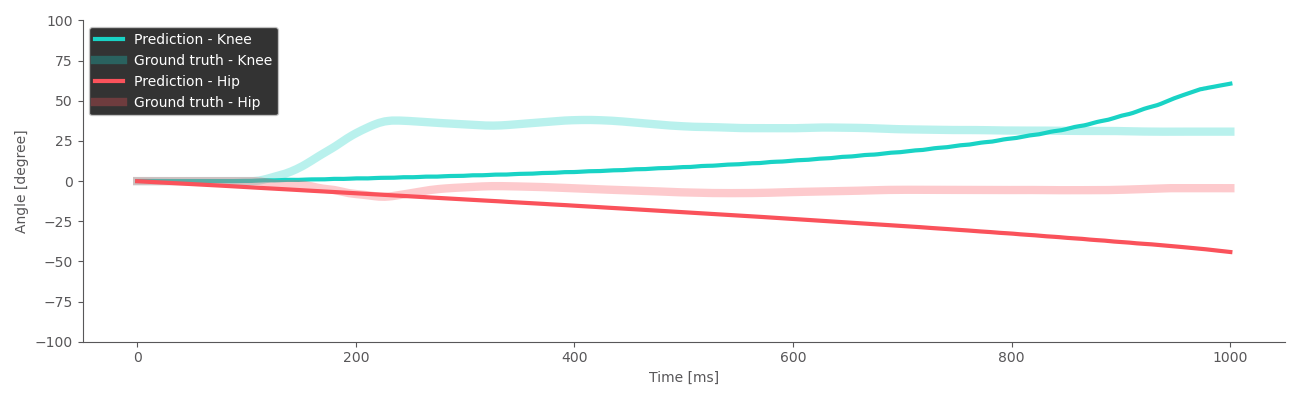 100
75
50
25
0
−25
−50
−75
−100
Angle [degree]
Prediction - Knee
Ground truth - Knee
Prediction - Hip
Ground truth - Hip
0 200 400 600 800 1000
Time [ms]